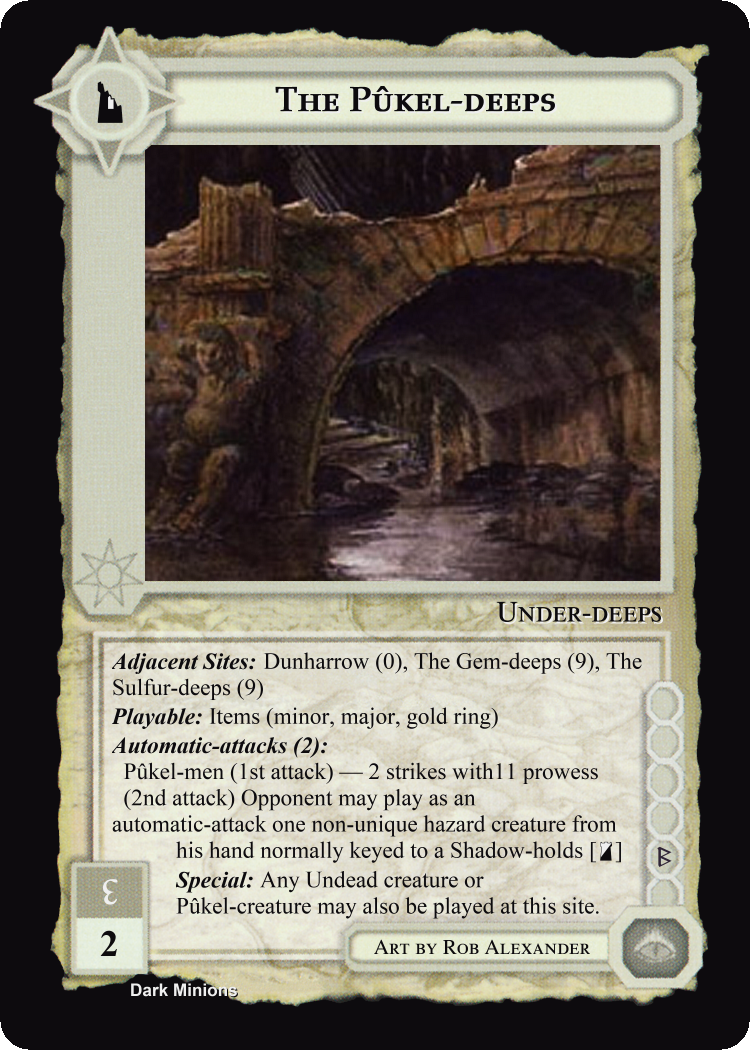 The Pûkel-deeps
Under-deeps
Adjacent Sites: Dunharrow (0), The Gem-deeps (9), The
Sulfur-deeps (9)
Playable: Items (minor, major, gold ring)
Automatic-attacks (2):
Pûkel-men (1st attack) — 2 strikes with11 prowess
(2nd attack) Opponent may play as an
automatic-attack one non-unique hazard creature from
his hand normally keyed to a Shadow-holds [ ]
Special: Any Undead creature or
Pûkel-creature may also be played at this site.
2
Art by Rob Alexander
Dark Minions